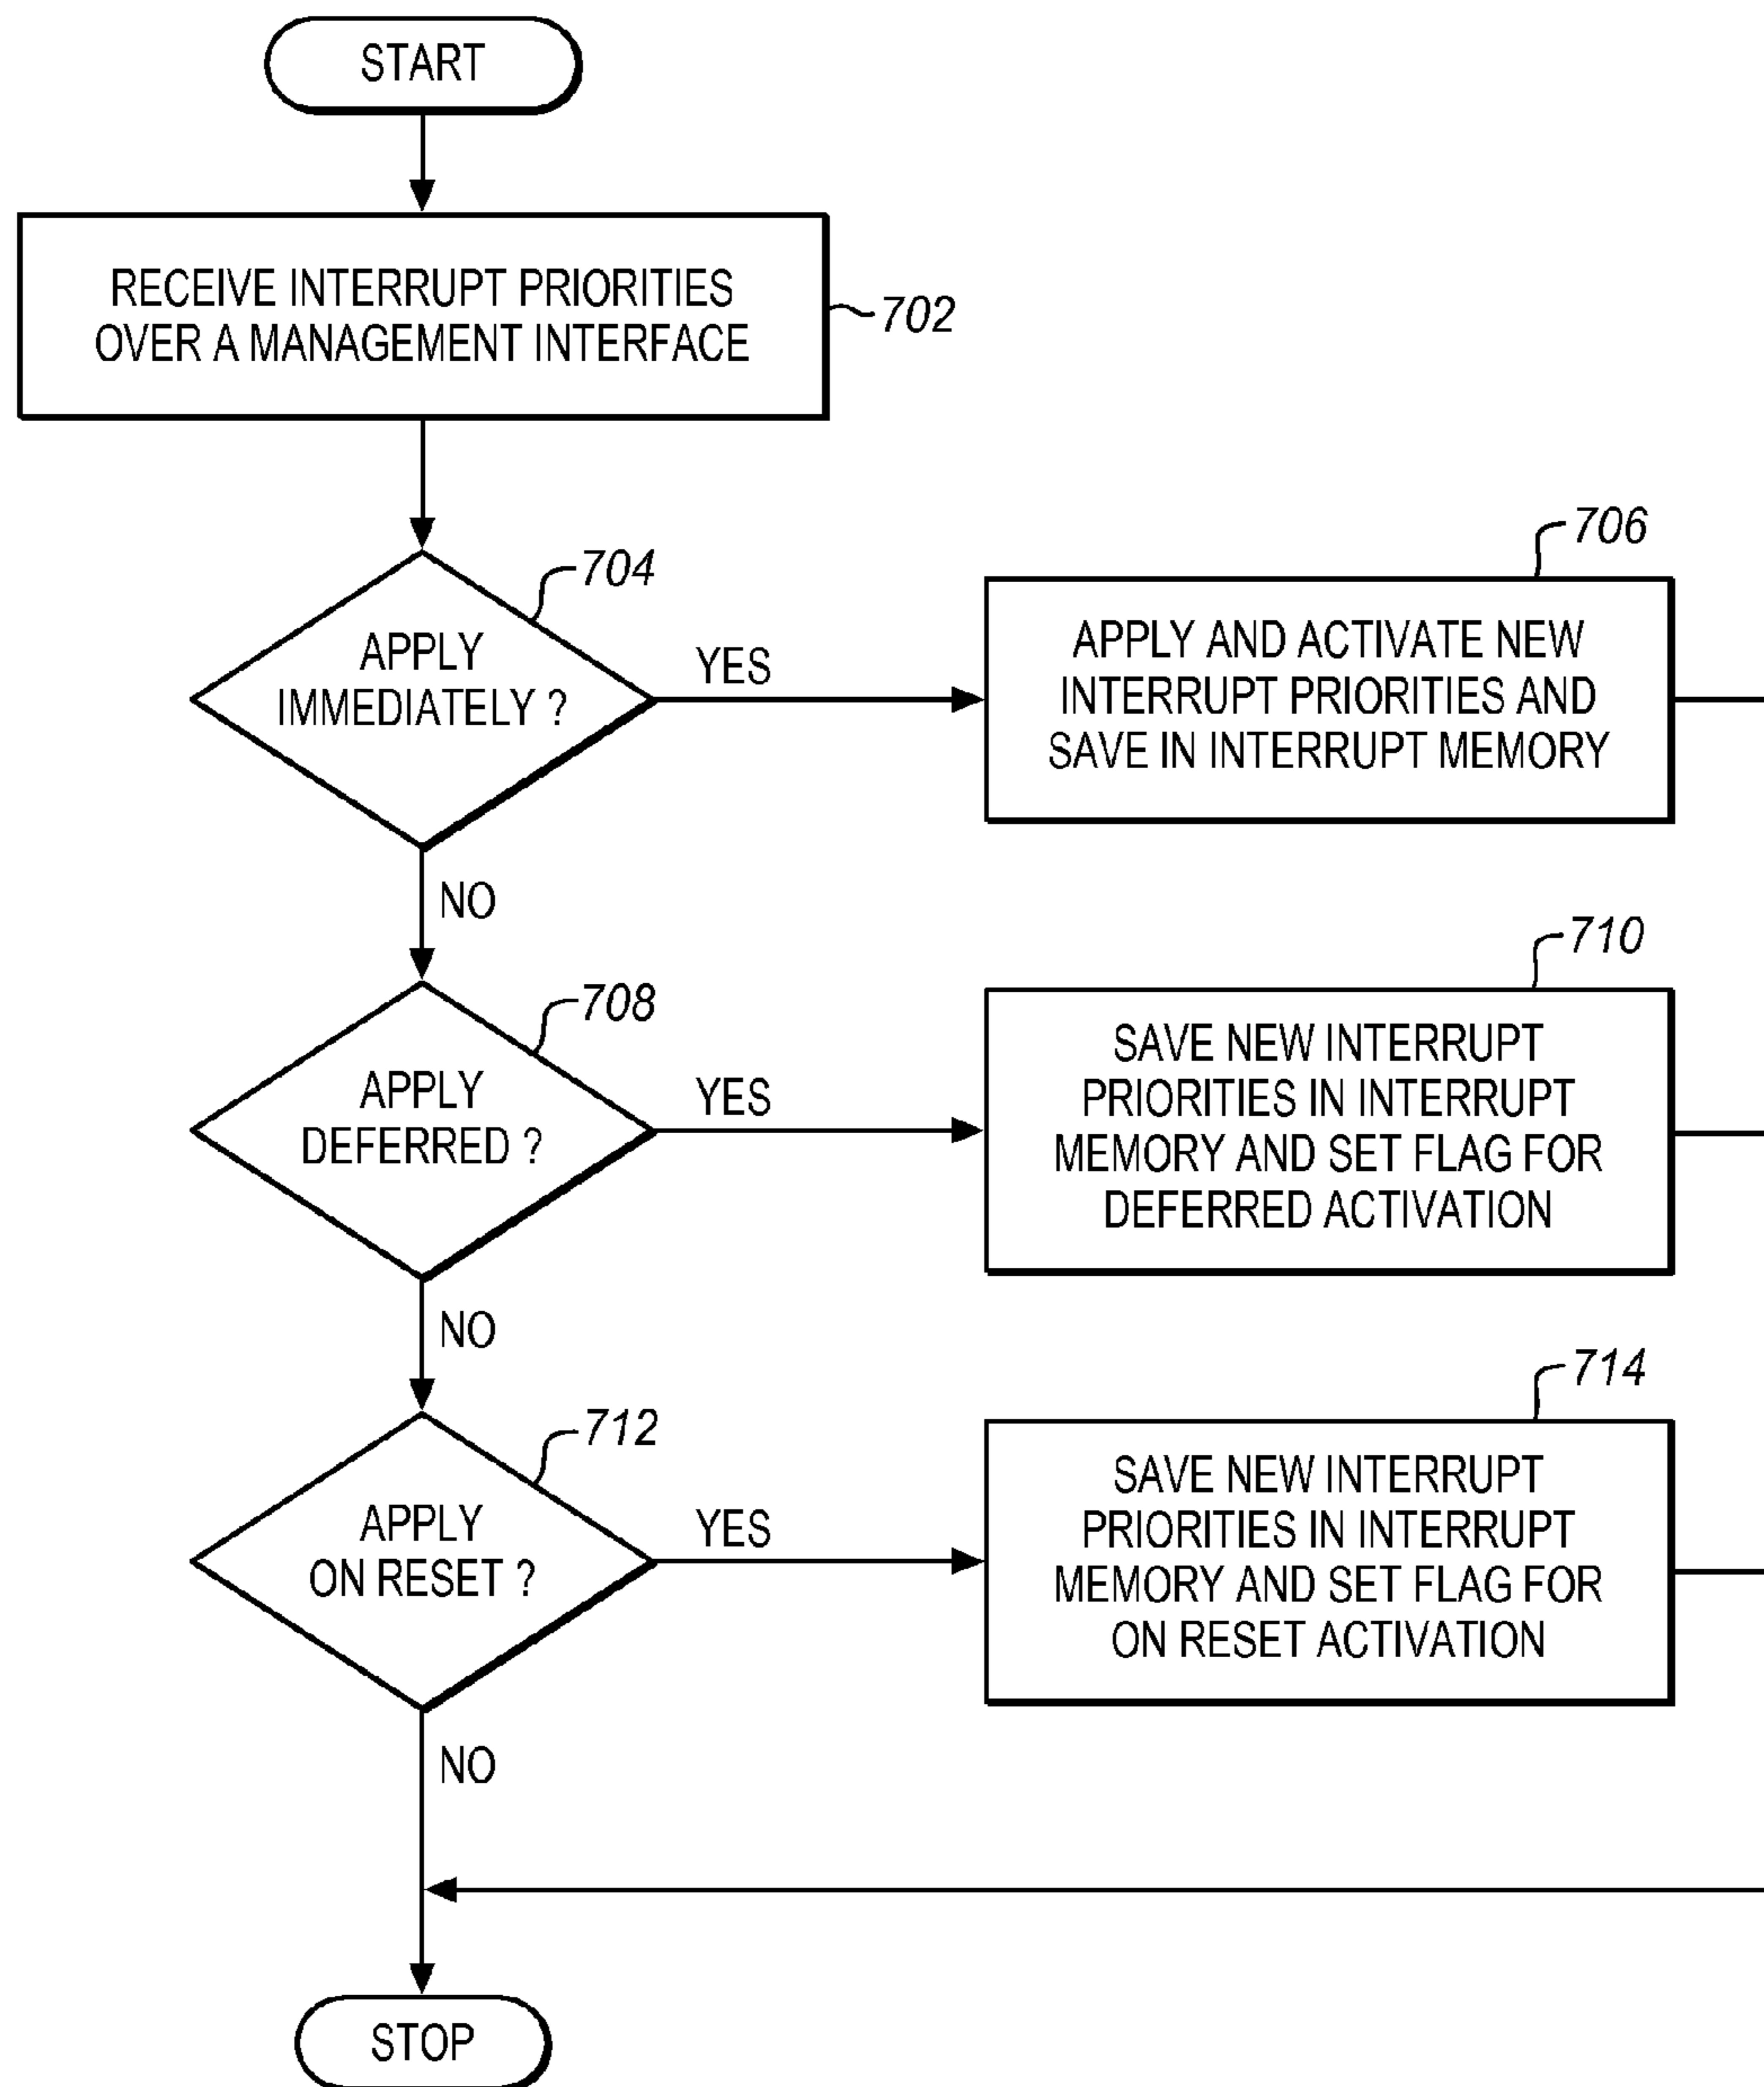 START
RECEIVE INTERRUPT PRIORITIES
OVER A MANAGEMENT INTERFACE
702
704
APPLY
IMMEDIATELY ?
YES
706
APPLY AND ACTIVATE NEW
INTERRUPT PRIORITIES AND
SAVE IN INTERRUPT MEMORY
NO
708
APPLY
DEFERRED ?
YES
710
SAVE NEW INTERRUPT
PRIORITIES IN INTERRUPT
MEMORY AND SET FLAG FOR
DEFERRED ACTIVATION
NO
712
APPLY
ON RESET ?
YES
714
SAVE NEW INTERRUPT
PRIORITIES IN INTERRUPT
MEMORY AND SET FLAG FOR
ON RESET ACTIVATION
NO
STOP